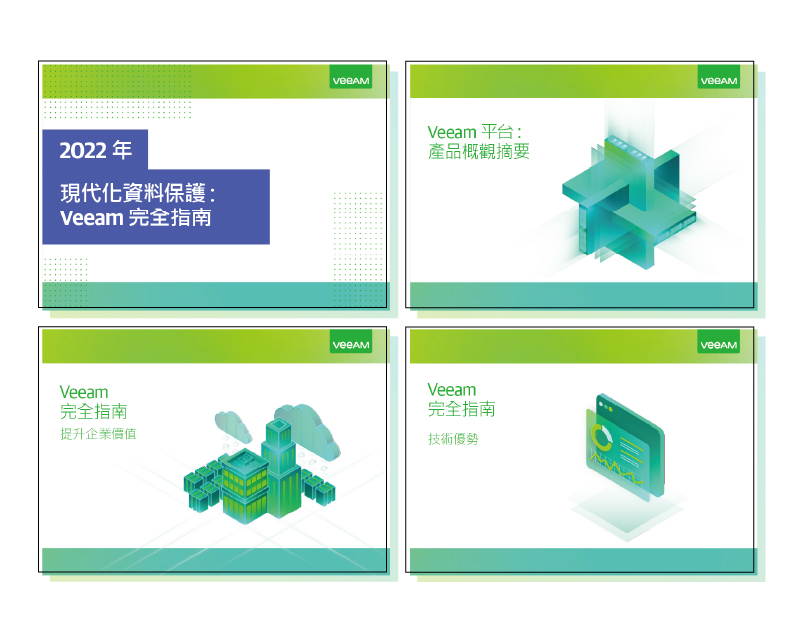 veeAM
2022 年
現代化資料保護：
Veeam 完全指南
veeAM
Veeam 平台：
產品概觀摘要
veeAM
Veeam
完全指南
提升企業價值
veeAM
Veeam
完全指南
技術優勢